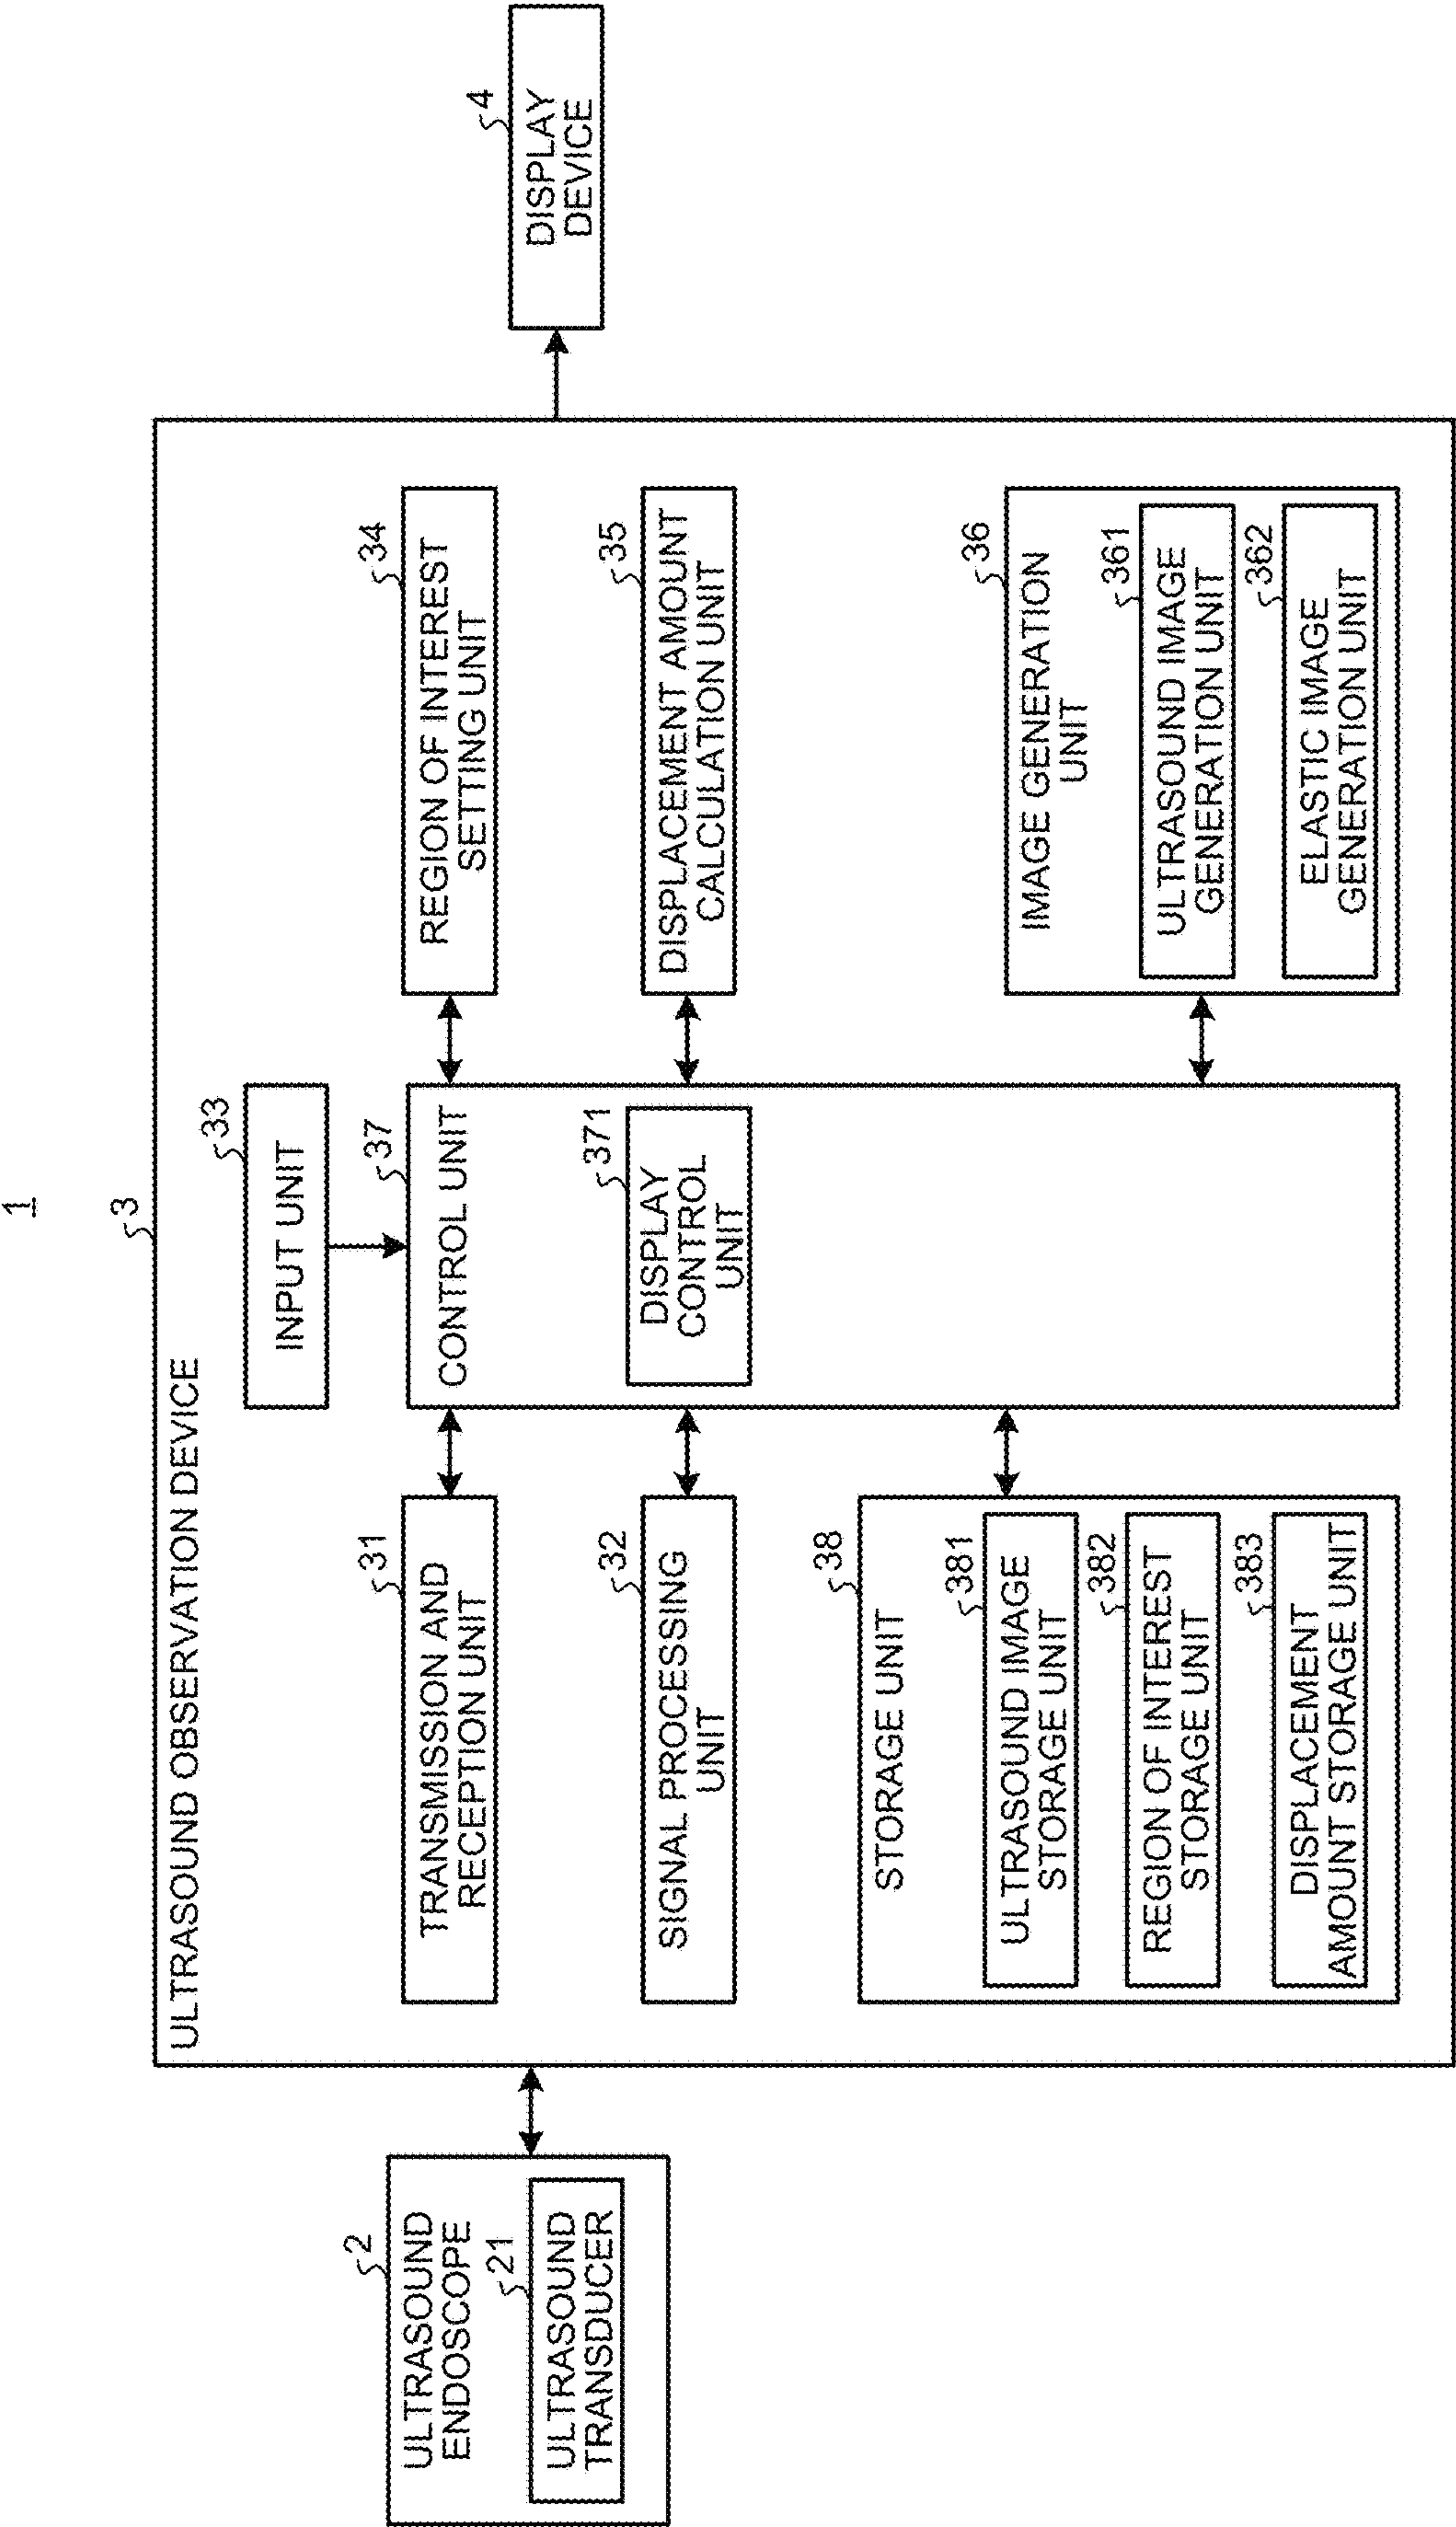 1
ULTRASOUND OBSERVATION DEVICE
3
2
ULTRASOUND
ENDOSCOPE
21
ULTRASOUND
TRANSDUCER
31
TRANSMISSION AND
RECEPTION UNIT
32
SIGNAL PROCESSING
UNIT
38
STORAGE UNIT
381
ULTRASOUND IMAGE
STORAGE UNIT
382
REGION OF INTEREST
STORAGE UNIT
383
DISPLACEMENT
AMOUNT STORAGE UNIT
33
INPUT UNIT
37
CONTROL UNIT
371
DISPLAY
CONTROL
UNIT
34
REGION OF INTEREST
SETTING UNIT
35
DISPLACEMENT AMOUNT
CALCULATION UNIT
36
IMAGE GENERATION
UNIT
361
ULTRASOUND IMAGE
GENERATION UNIT
362
ELASTIC IMAGE
GENERATION UNIT
4
DISPLAY
DEVICE